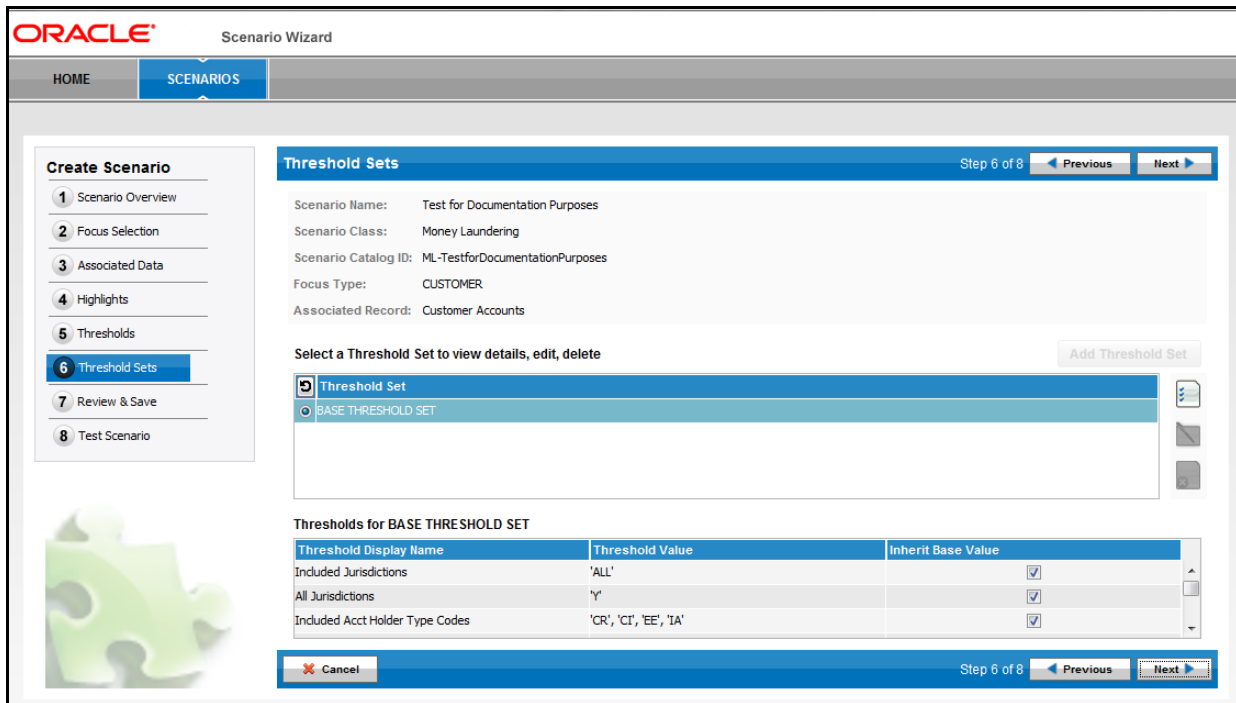 ORACLE Scenario Wizard
HOME SCENARIOS
Create Scenario
1 Scenario Overview
2 Focus Selection
3 Associated Data
4 Highlights
5 Thresholds
6 Threshold Sets
7 Review & Save
8 Test Scenario
Threshold Sets Step 6 of 8 Previous Next
Scenario Name: Test for Documentation Purposes
Scenario Class: Money Laundering
Scenario Catalog ID: ML-TestforDocumentationPurposes
Focus Type: CUSTOMER
Associated Record: Customer Accounts
Select a Threshold Set to view details, edit, delete Add Threshold Set
Threshold Set
BASE THRESHOLD SET
Thresholds for BASE THRESHOLD SET
Threshold Display Name Threshold Value Inherit Base Value
Included Jurisdictions 'ALL'
All Jurisdictions 'Y'
Included Acct Holder Type Codes 'CR', 'CI', 'EE', 'IA'
Cancel Step 6 of 8 Previous Next